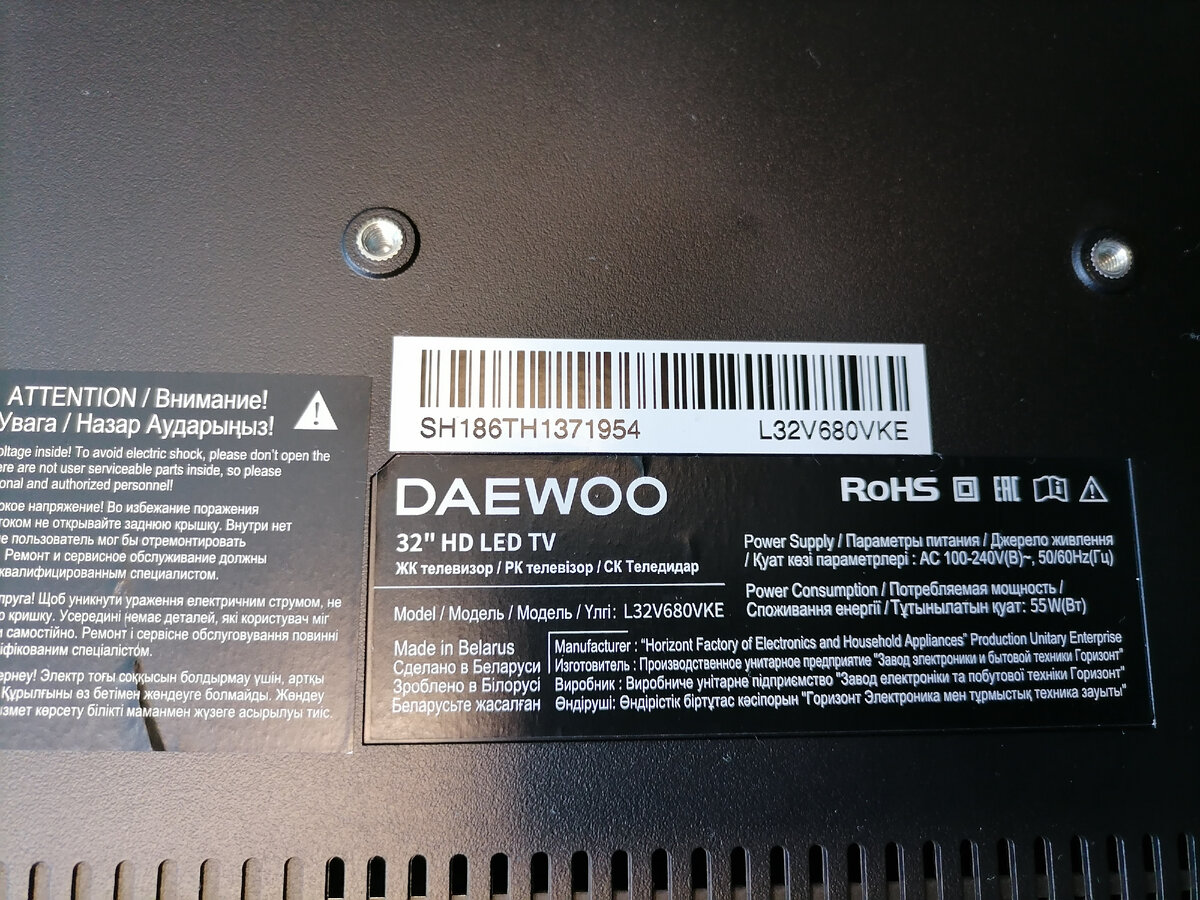 SH186TH1371954 L32V680VKE
ATTENTION / Внимание!
Увага / Назар Аударыңыз!
inside! To avoid electric shock, please don't open the
are not user serviceable parts inside, so please
and authorized personnel!
напряжение! Во избежание поражения
током не открывайте заднюю крышку. Внутри нет
пользователь мог бы отремонтировать
. Ремонт и сервисное обслуживание должны
квалифицированным специалистом.
Щоб уникнути ураження електричним струмом, не
кришку. Усередині немає деталей, які користувач міг
самостійно. Ремонт і сервісне обслуговування повинні
спеціалістом.
Электр тоғы соққысын болдырмау үшін, артқы
Құрылғыны өз бетімен жөндеуге болмайды. Жөндеу
көрсету білікті маманмен жүзеге асырылуы тиіс.
DAEWOO
32" HD LED TV
ЖК телевизор / РК телевізор / СК Теледидар
Model / Модель / Модель / Үлгі: L32V680VKE
RoHS EAC
Power Supply / Параметры питания / Джерело живлення
/ Қуат көзі параметрлері : AC 100-240V(В)~, 50/60Hz(Гц)
Power Consumption / Потребляемая мощность /
Споживання енергії / Тұтынылатын қуат: 55W(Вт)
Made in Belarus
Сделано в Беларуси
Зроблено в Білорусі
Беларусьте жасалған
Manufacturer : "Horizont Factory of Electronics and Household Appliances" Production Unitary Enterprise
Изготовитель : Производственное унитарное предприятие "Завод электроники и бытовой техники Горизонт"
Виробник : Виробниче унітарне підприємство "Завод електроніки та побутової техніки Горизонт"
Өндіруші: Өндірістік біртұтас кәсіпорын "Горизонт Электроника мен тұрмыстық техника зауыты"